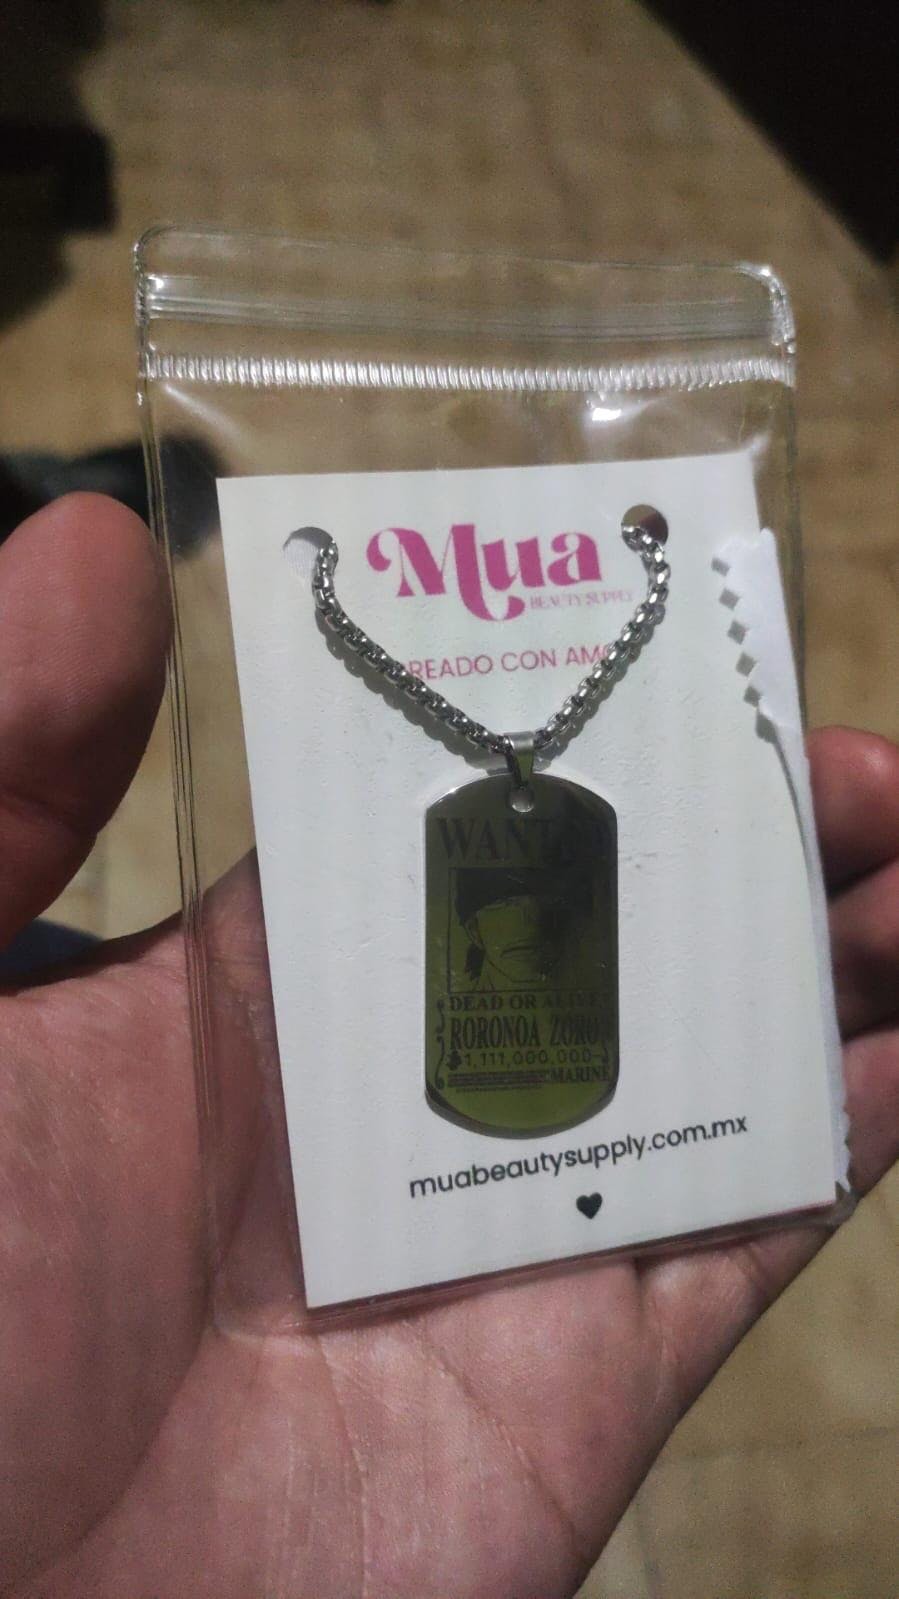 Mua
BEAUTY SUPPLY
READO CON AM
WANT
DEAD OR ALIVE
RORONOA ZORO
1,111,000,000-
MARINE
muabeautysupply.com.mx